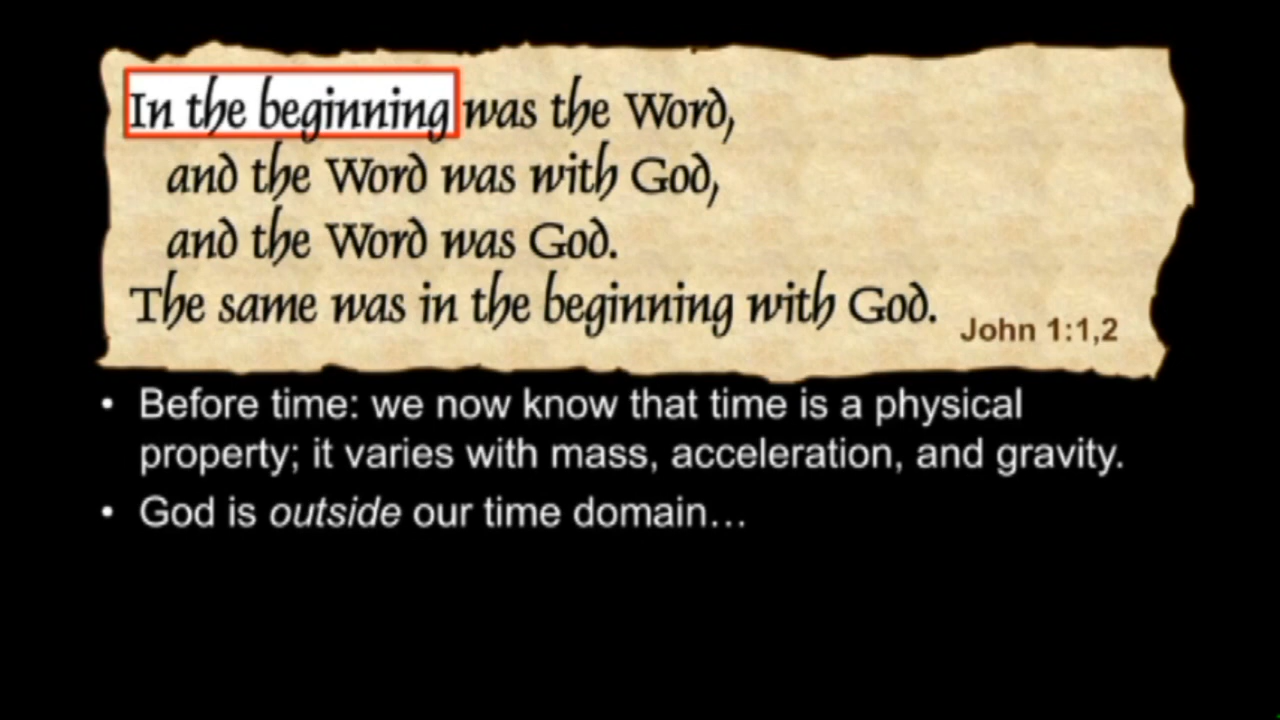 In the beginning was the Word,
and the Word was with God,
and the Word was God.
The same was in the beginning with God.
John 1:1,2
• Before time: we now know that time is a physical
property; it varies with mass, acceleration, and gravity.
• God is outside our time domain…